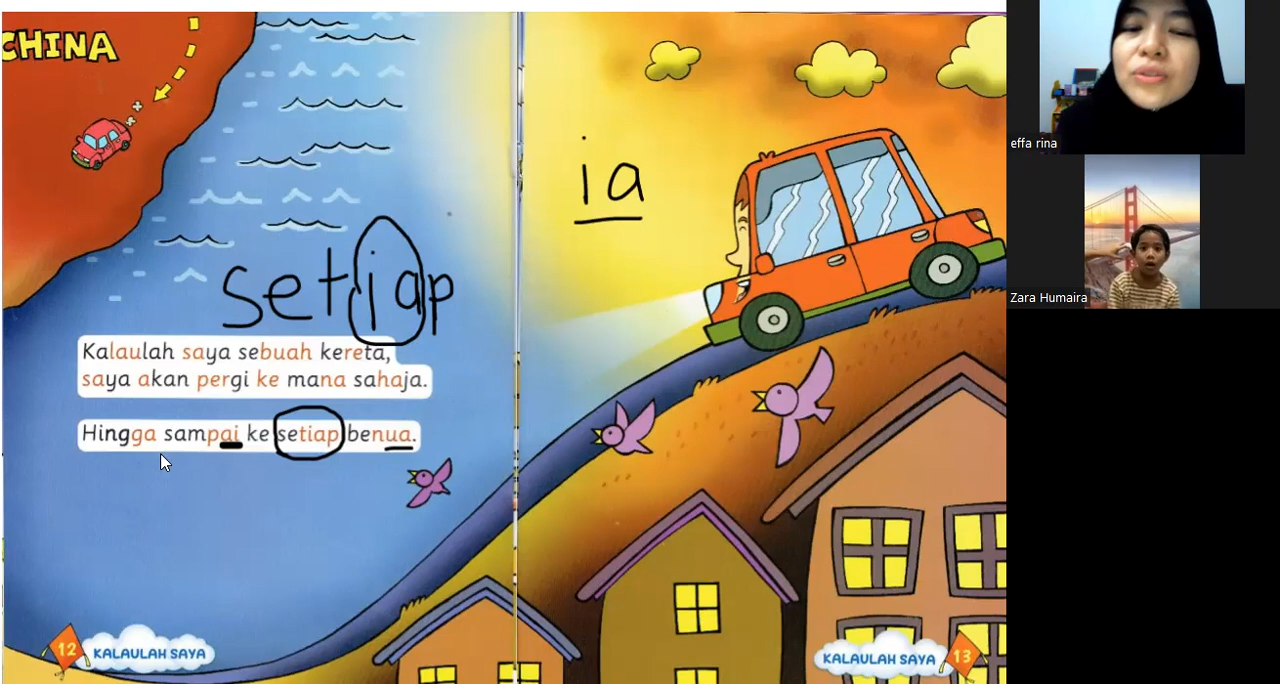 CHINA
ia
setiap
Kalaulah saya sebuah kereta,
saya akan pergi ke mana sahaja.
Hingga sampai ke setiap benua.
12 KALAULAH SAYA
KALAULAH SAYA 13
effa rina
Zara Humaira